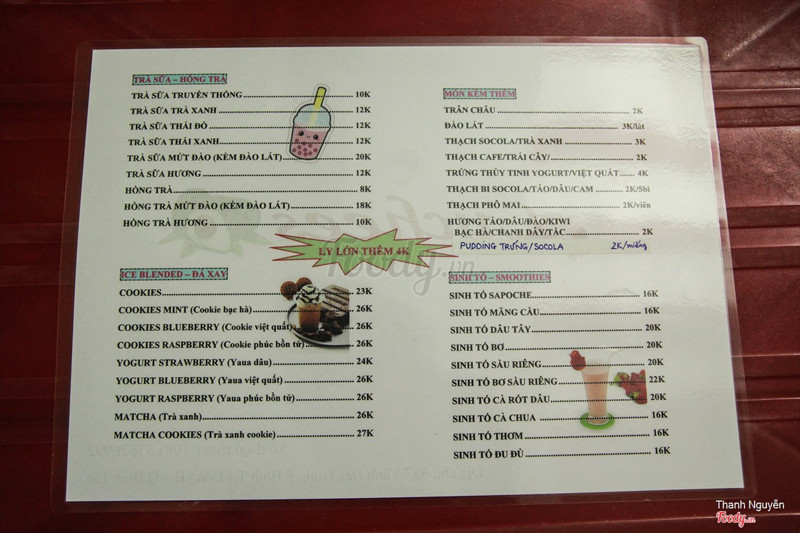 TRÀ SỮA – HỒNG TRÀ
TRÀ SỮA TRUYỀN THỐNG 10K
TRÀ SỮA TRÀ XANH 12K
TRÀ SỮA THÁI ĐỎ 12K
TRÀ SỮA THÁI XANH 12K
TRÀ SỮA MỨT ĐÀO (KÈM ĐÀO LÁT) 20K
TRÀ SỮA HƯƠNG 12K
HỒNG TRÀ 8K
HỒNG TRÀ MỨT ĐÀO (KÈM ĐÀO LÁT) 18K
HỒNG TRÀ HƯƠNG 10K
LY LỚN THÊM 4K
ICE BLENDED – ĐÁ XAY
COOKIES 23K
COOKIES MINT (Cookie bạc hà) 26K
COOKIES BLUEBERRY (Cookie việt quất) 26K
COOKIES RASPBERRY (Cookie phúc bồn tử) 26K
YOGURT STRAWBERRY (Yaua dâu) 24K
YOGURT BLUEBERRY (Yaua việt quất) 26K
YOGURT RASPBERRY (Yaua phúc bồn tử) 26K
MATCHA (Trà xanh) 26K
MATCHA COOKIES (Trà xanh cookie) 27K
MÓN KÈM THÊM
TRÂN CHÂU 2K
ĐÀO LÁT 3K/lát
THẠCH SOCOLA/TRÀ XANH 3K
THẠCH CAFE/TRÁI CÂY 2K
TRỨNG THỦY TINH YOGURT/VIỆT QUẤT 4K
THẠCH BI SOCOLA/TÁO/DÂU/CAM 2K/5bi
THẠCH PHÔ MAI 2K/viên
HƯƠNG TÁO/DÂU/ĐÀO/KIWI
BẠC HÀ/CHANH DÂY/TẮC 2K
PUDDING TRỨNG/SOCOLA 2K/miếng
SINH TỐ – SMOOTHIES
SINH TỐ SAPOCHE 16K
SINH TỐ MÃNG CẦU 16K
SINH TỐ DÂU TÂY 20K
SINH TỐ BƠ 20K
SINH TỐ SẦU RIÊNG 20K
SINH TỐ BƠ SẦU RIÊNG 22K
SINH TỐ CÀ RỐT DÂU 20K
SINH TỐ CÀ CHUA 16K
SINH TỐ THƠM 16K
SINH TỐ ĐU ĐỦ 16K
Foody.vn
Thanh Nguyễn
Foody.vn